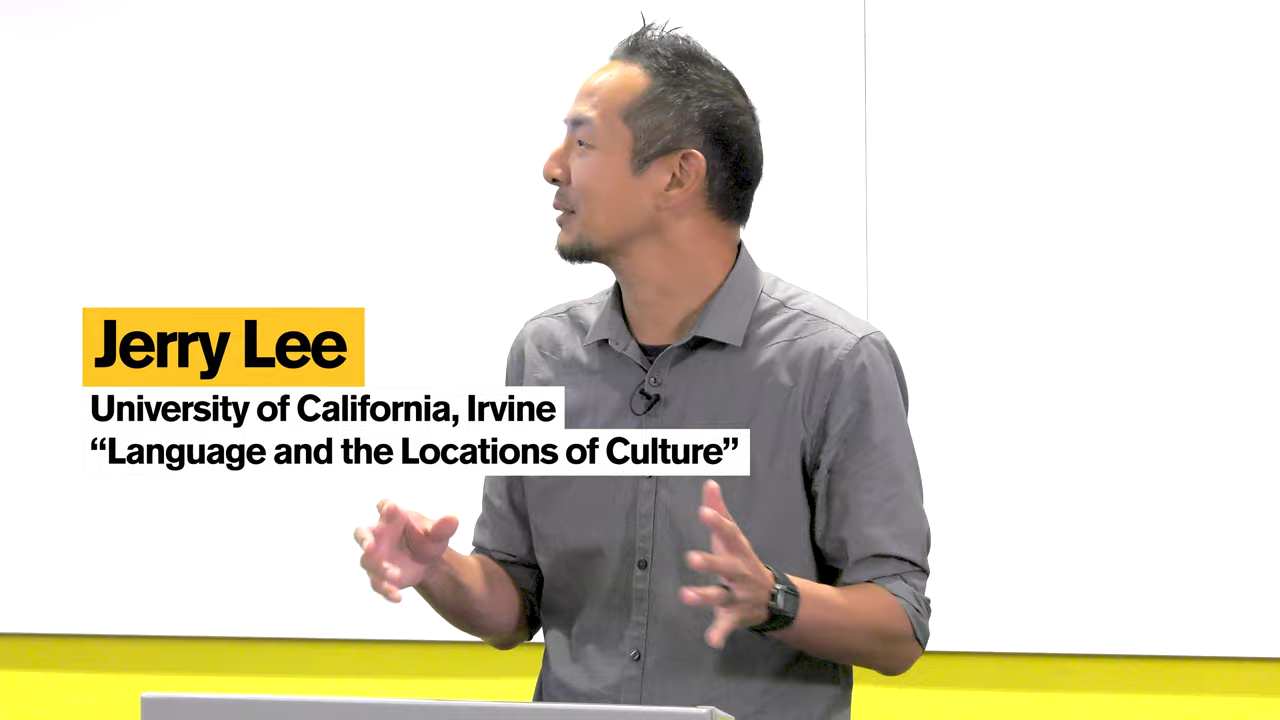 Jerry Lee
University of California, Irvine
“Language and the Locations of Culture”